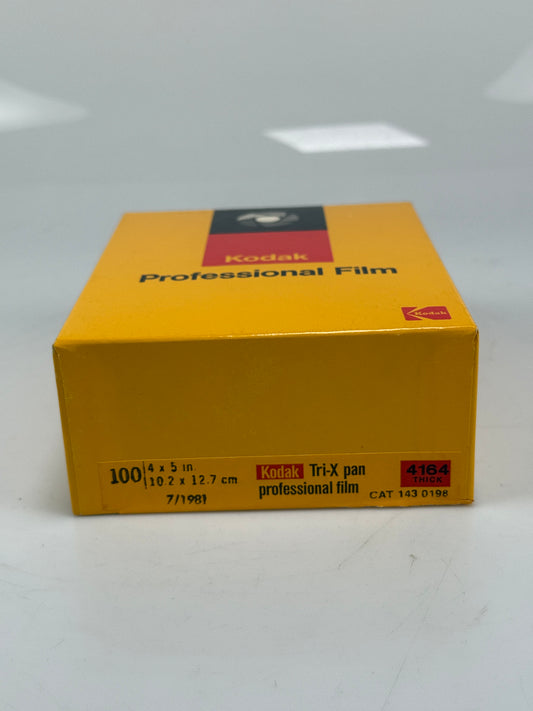 Kodak
Professional Film
Kodak
100 4 x 5 in
10.2 x 12.7 cm
7/1981
Kodak Tri-X pan
professional film
4164
THICK
CAT 143 0198